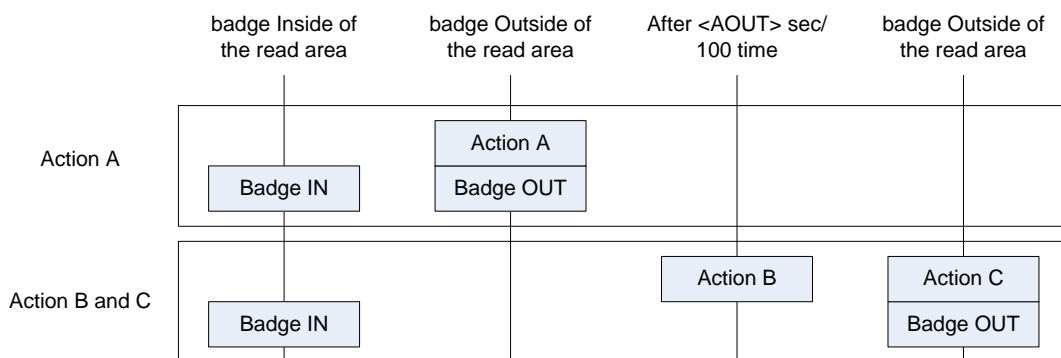 badge Inside of
the read area
badge Outside of
the read area
After <AOUT> sec/
100 time
badge Outside of
the read area
Action A
Action A
Badge IN
Badge OUT
Action B and C
Action B
Action C
Badge IN
Badge OUT